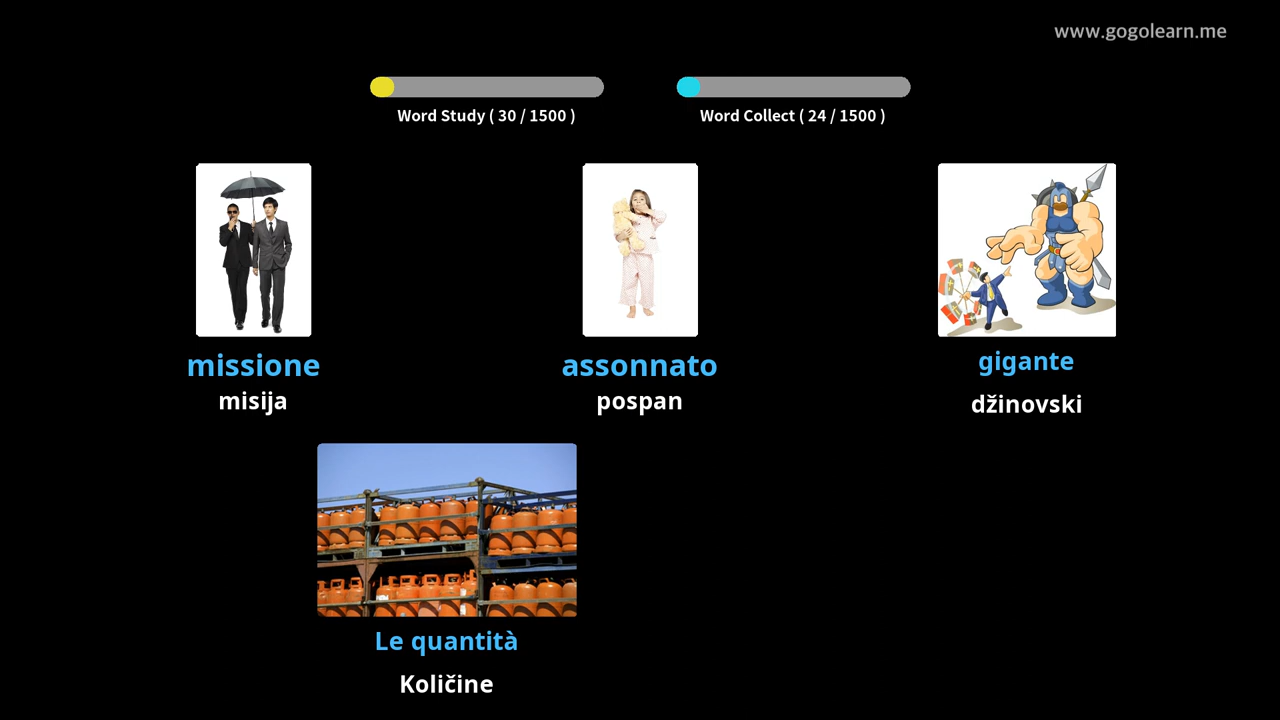 www.gogolearn.me
Word Study ( 30 / 1500 )
Word Collect ( 24 / 1500 )
missione
misija
assonnato
pospan
gigante
džinovski
Le quantità
Količine